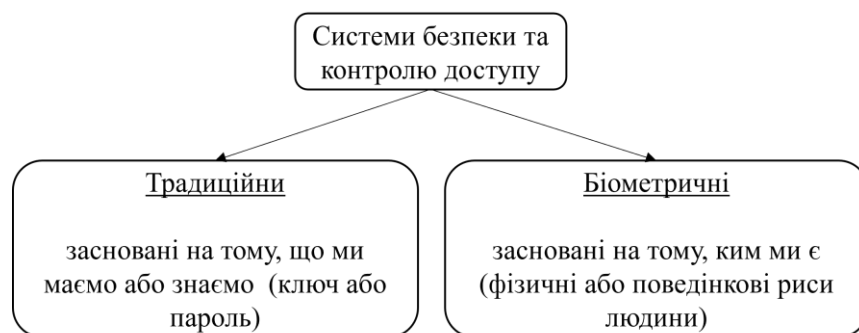 Системи безпеки та
контролю доступу
Традиційни
засновані на тому, що ми
маємо або знаємо (ключ або
пароль)
Біометричні
засновані на тому, ким ми є
(фізичні або поведінкові риси
людини)